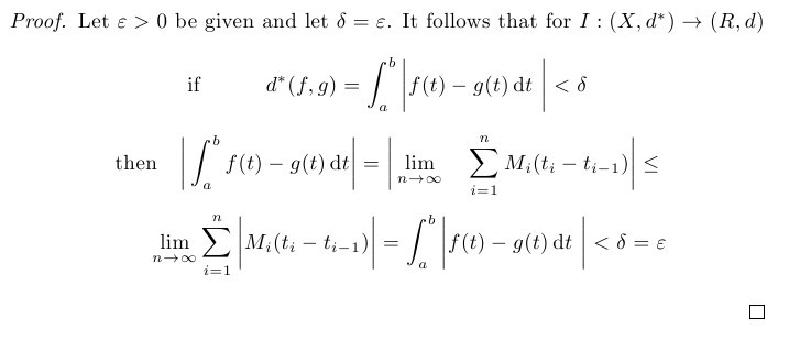 Proof. Let ε > 0 be given and let δ = ε. It follows that for I : (X, d*) → (R, d)
if d*(f, g) = ∫_a^b |f(t) − g(t) dt| < δ
then |∫_a^b f(t) − g(t) dt| = |lim_{n→∞} ∑_{i=1}^n M_i(t_i − t_{i−1})| ≤
lim_{n→∞} ∑_{i=1}^n |M_i(t_i − t_{i−1})| = ∫_a^b |f(t) − g(t) dt| < δ = ε
□